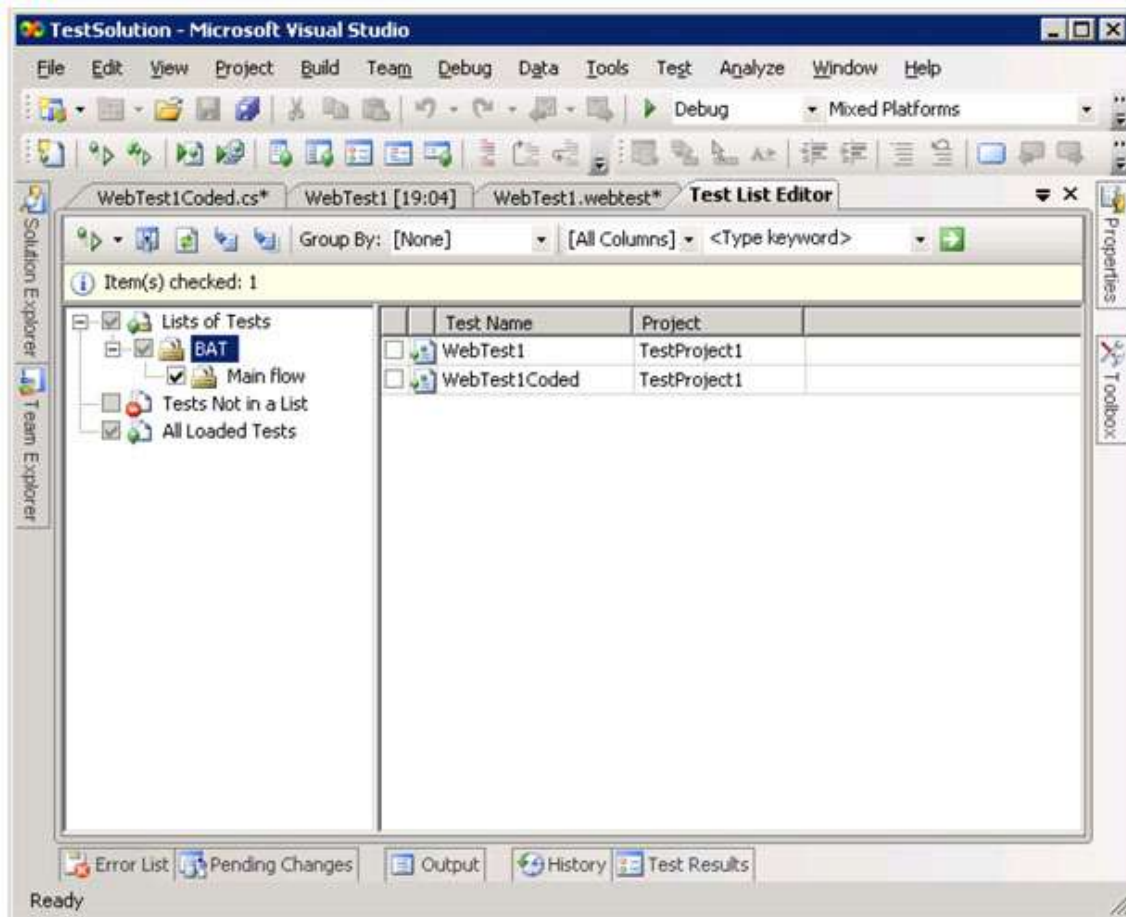 TestSolution - Microsoft Visual Studio
File Edit View Project Build Team Debug Data Tools Test Analyze Window Help
Debug Mixed Platforms
WebTest1Coded.cs* WebTest1 [19:04] WebTest1.webtest* Test List Editor
Group By: [None] [All Columns] <Type keyword>
Item(s) checked: 1
Solution Explorer
Team Explorer
Lists of Tests
BAT
Main flow
Tests Not in a List
All Loaded Tests
Test Name Project
WebTest1 TestProject1
WebTest1Coded TestProject1
Properties
Toolbox
Error List Pending Changes Output History Test Results
Ready